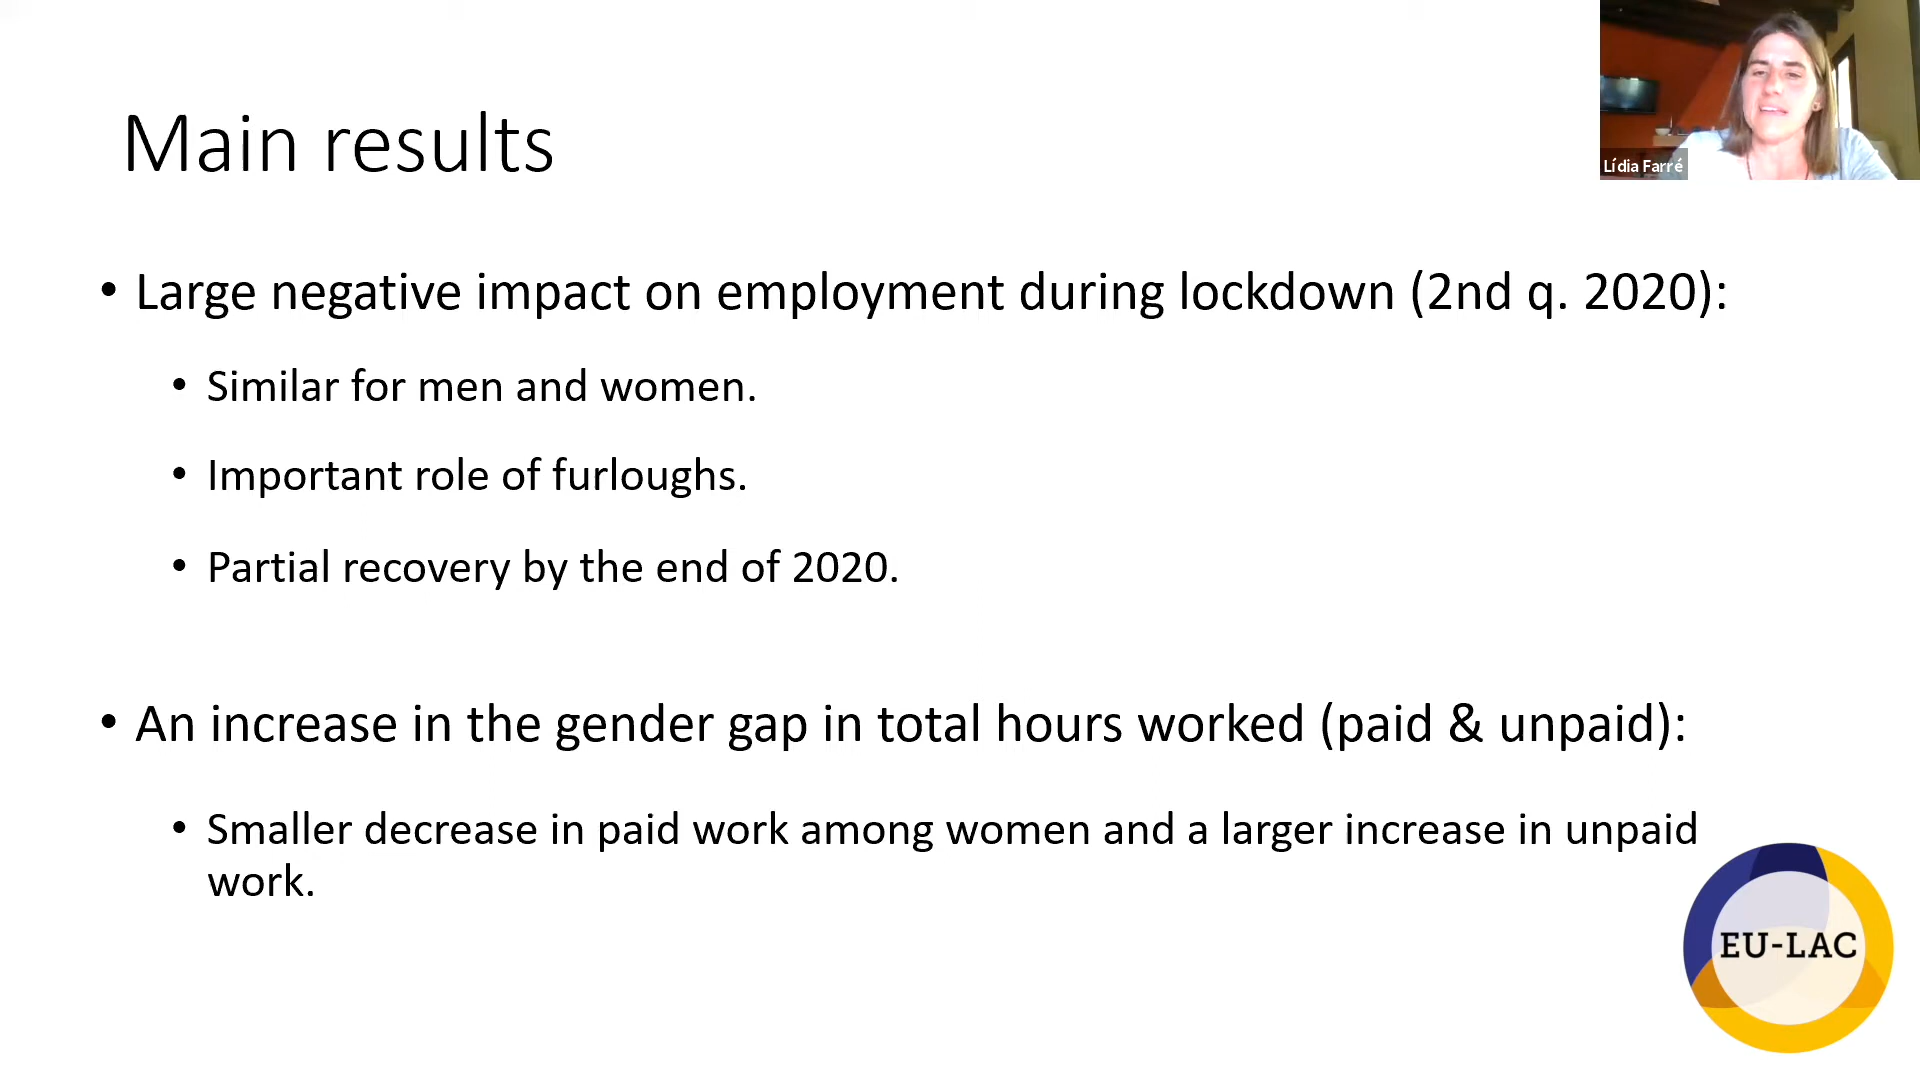 Main results
Lídia Farré
• Large negative impact on employment during lockdown (2nd q. 2020):
• Similar for men and women.
• Important role of furloughs.
• Partial recovery by the end of 2020.
• An increase in the gender gap in total hours worked (paid & unpaid):
• Smaller decrease in paid work among women and a larger increase in unpaid
work.
EU-LAC